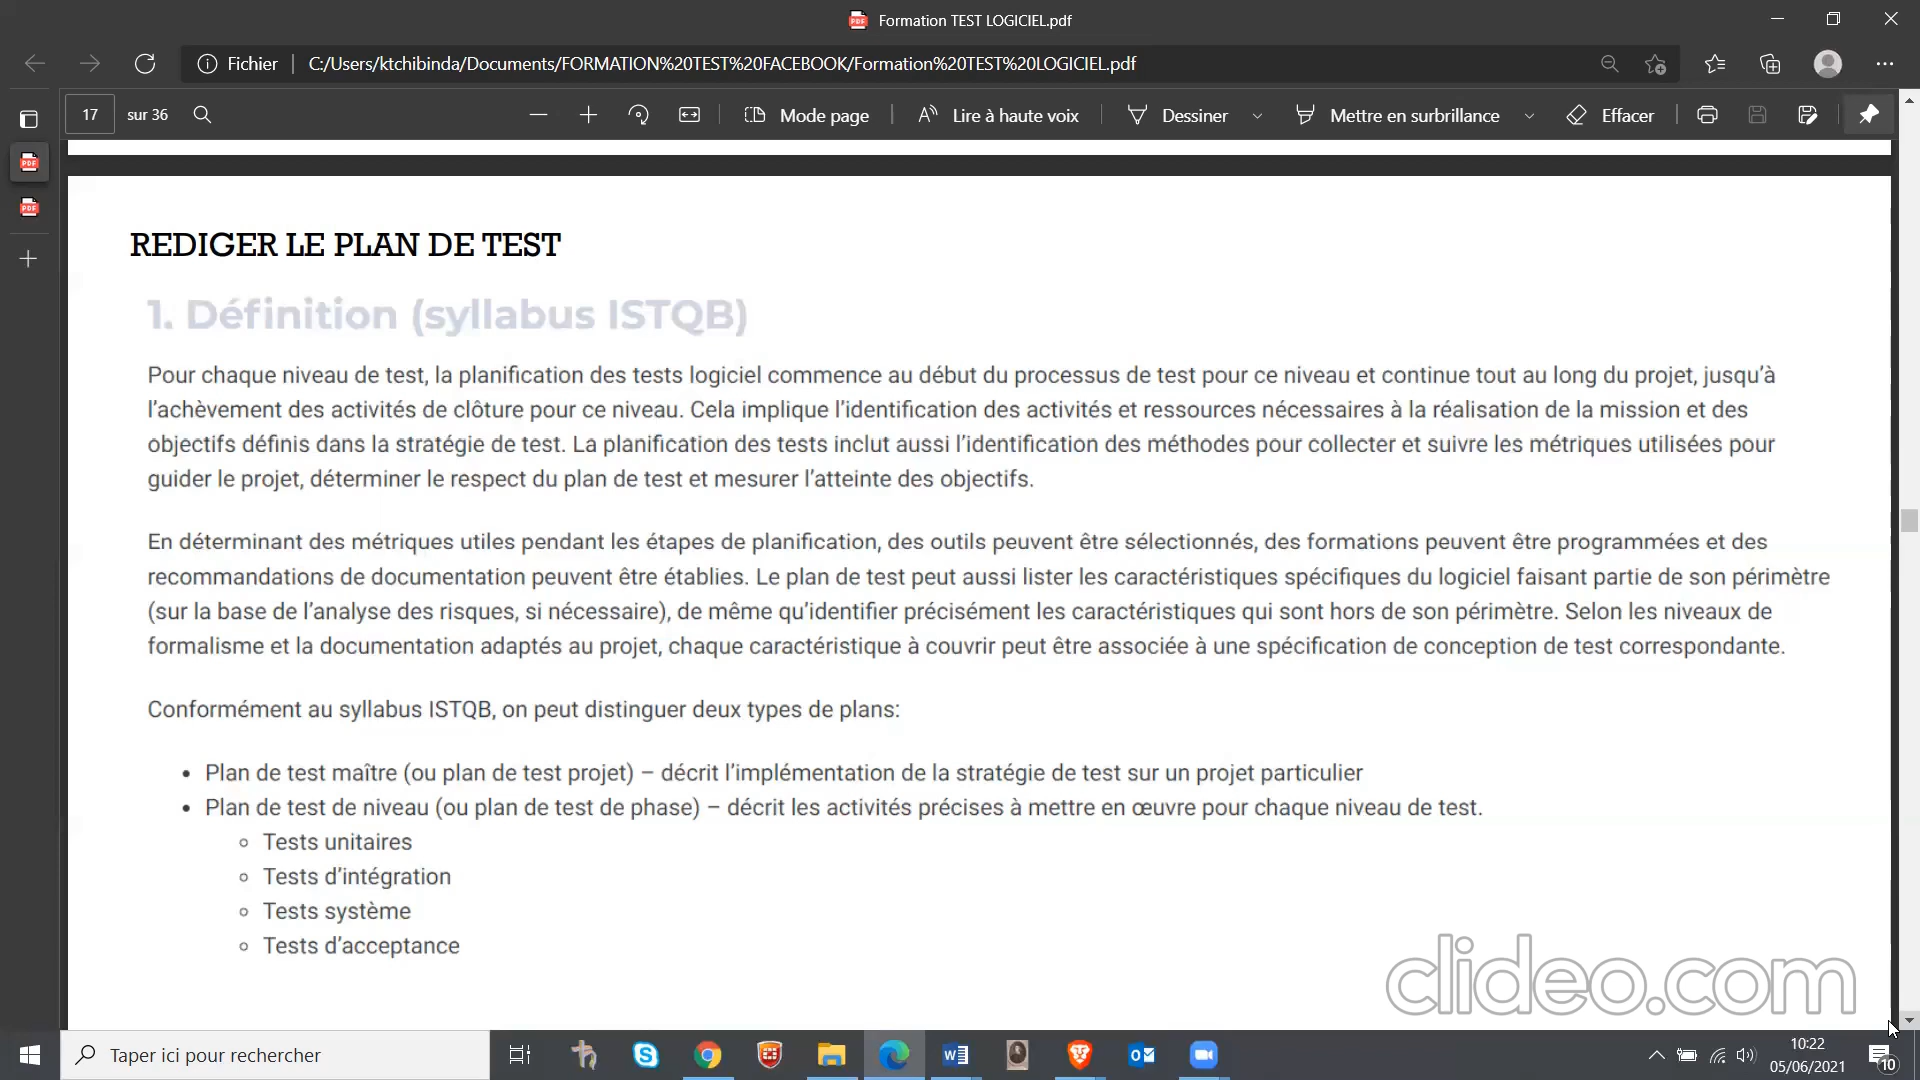 Formation TEST LOGICIEL.pdf
Fichier C:/Users/ktchibinda/Documents/FORMATION%20TEST%20FACEBOOK/Formation%20TEST%20LOGICIEL.pdf
17 sur 36 Mode page Lire à haute voix Dessiner Mettre en surbrillance Effacer
REDIGER LE PLAN DE TEST
1. Définition (syllabus ISTQB)
Pour chaque niveau de test, la planification des tests logiciel commence au début du processus de test pour ce niveau et continue tout au long du projet, jusqu’à
l’achèvement des activités de clôture pour ce niveau. Cela implique l’identification des activités et ressources nécessaires à la réalisation de la mission et des
objectifs définis dans la stratégie de test. La planification des tests inclut aussi l’identification des méthodes pour collecter et suivre les métriques utilisées pour
guider le projet, déterminer le respect du plan de test et mesurer l’atteinte des objectifs.
En déterminant des métriques utiles pendant les étapes de planification, des outils peuvent être sélectionnés, des formations peuvent être programmées et des
recommandations de documentation peuvent être établies. Le plan de test peut aussi lister les caractéristiques spécifiques du logiciel faisant partie de son périmètre
(sur la base de l’analyse des risques, si nécessaire), de même qu’identifier précisément les caractéristiques qui sont hors de son périmètre. Selon les niveaux de
formalisme et la documentation adaptés au projet, chaque caractéristique à couvrir peut être associée à une spécification de conception de test correspondante.
Conformément au syllabus ISTQB, on peut distinguer deux types de plans:
• Plan de test maître (ou plan de test projet) – décrit l’implémentation de la stratégie de test sur un projet particulier
• Plan de test de niveau (ou plan de test de phase) – décrit les activités précises à mettre en œuvre pour chaque niveau de test.
◦ Tests unitaires
◦ Tests d’intégration
◦ Tests système
◦ Tests d’acceptance
clideo.com
Taper ici pour rechercher
10:22
05/06/2021
10